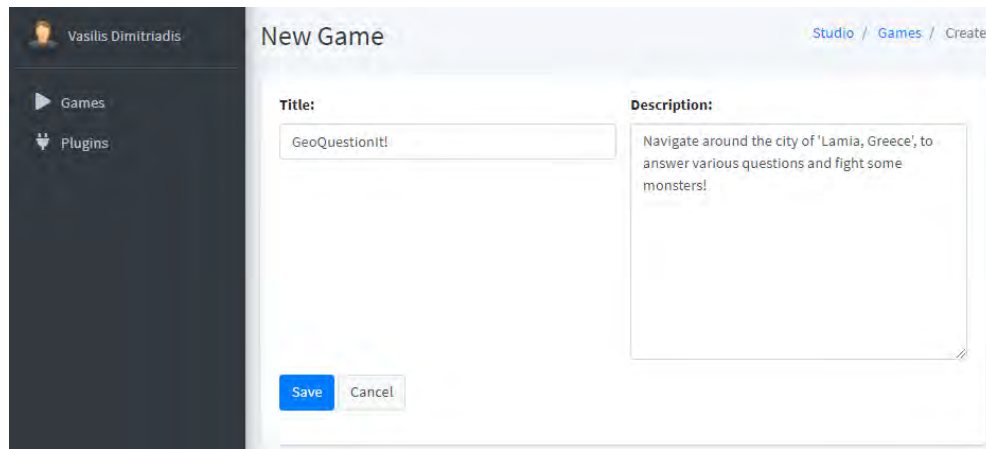 Vasilis Dimitriadis
Games
Plugins
New Game
Studio / Games / Create
Title:
GeoQuestionIt!
Description:
Navigate around the city of 'Lamia, Greece', to
answer various questions and fight some
monsters!
Save
Cancel